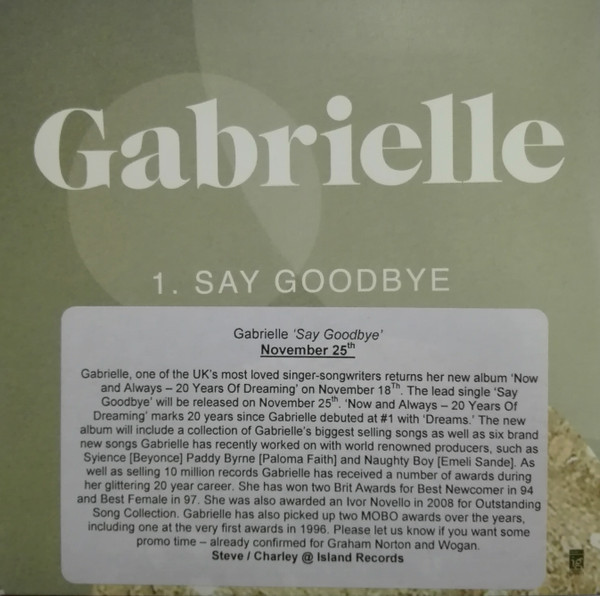 Gabrielle
1. SAY GOODBYE
Gabrielle 'Say Goodbye'
November 25th
Gabrielle, one of the UK's most loved singer-songwriters returns her new album 'Now
and Always – 20 Years Of Dreaming' on November 18Th. The lead single 'Say
Goodbye' will be released on November 25th. 'Now and Always – 20 Years Of
Dreaming' marks 20 years since Gabrielle debuted at #1 with 'Dreams.' The new
album will include a collection of Gabrielle's biggest selling songs as well as six brand
new songs Gabrielle has recently worked on with world renowned producers, such as
Syience [Beyonce] Paddy Byrne [Paloma Faith] and Naughty Boy [Emeli Sande]. As
well as selling 10 million records Gabrielle has received a number of awards during
her glittering 20 year career. She has won two Brit Awards for Best Newcomer in 94
and Best Female in 97. She was also awarded an Ivor Novello in 2008 for Outstanding
Song Collection. Gabrielle has also picked up two MOBO awards over the years,
including one at the very first awards in 1996. Please let us know if you want some
promo time – already confirmed for Graham Norton and Wogan.
Steve / Charley @ Island Records